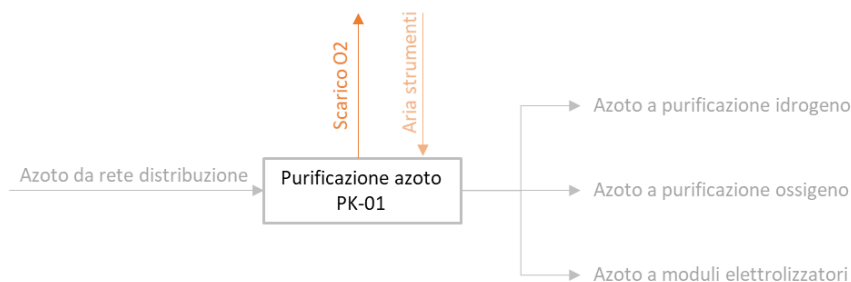 Scarico O2
Aria strumenti
Azoto da rete distribuzione
Purificazione azoto
PK-01
Azoto a purificazione idrogeno
Azoto a purificazione ossigeno
Azoto a moduli elettrolizzatori